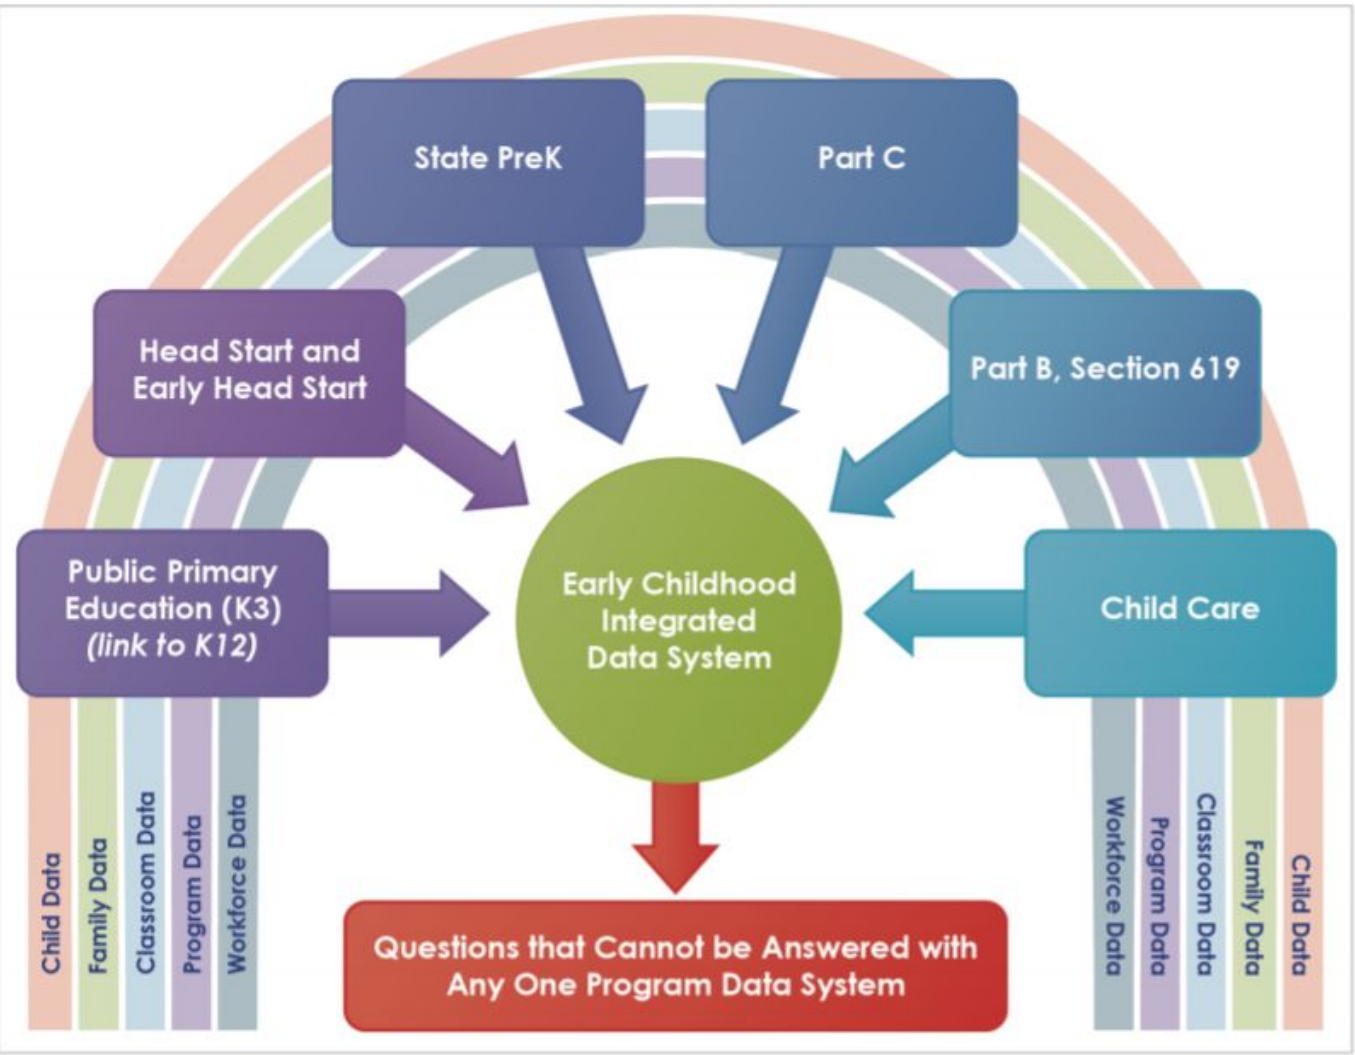 State PreK
Part C
Head Start and
Early Head Start
Part B, Section 619
Public Primary
Education (K3)
(link to K12)
Early Childhood
Integrated
Data System
Child Care
Child Data
Family Data
Classroom Data
Program Data
Workforce Data
Workforce Data
Program Data
Classroom Data
Family Data
Child Data
Questions that Cannot be Answered with
Any One Program Data System